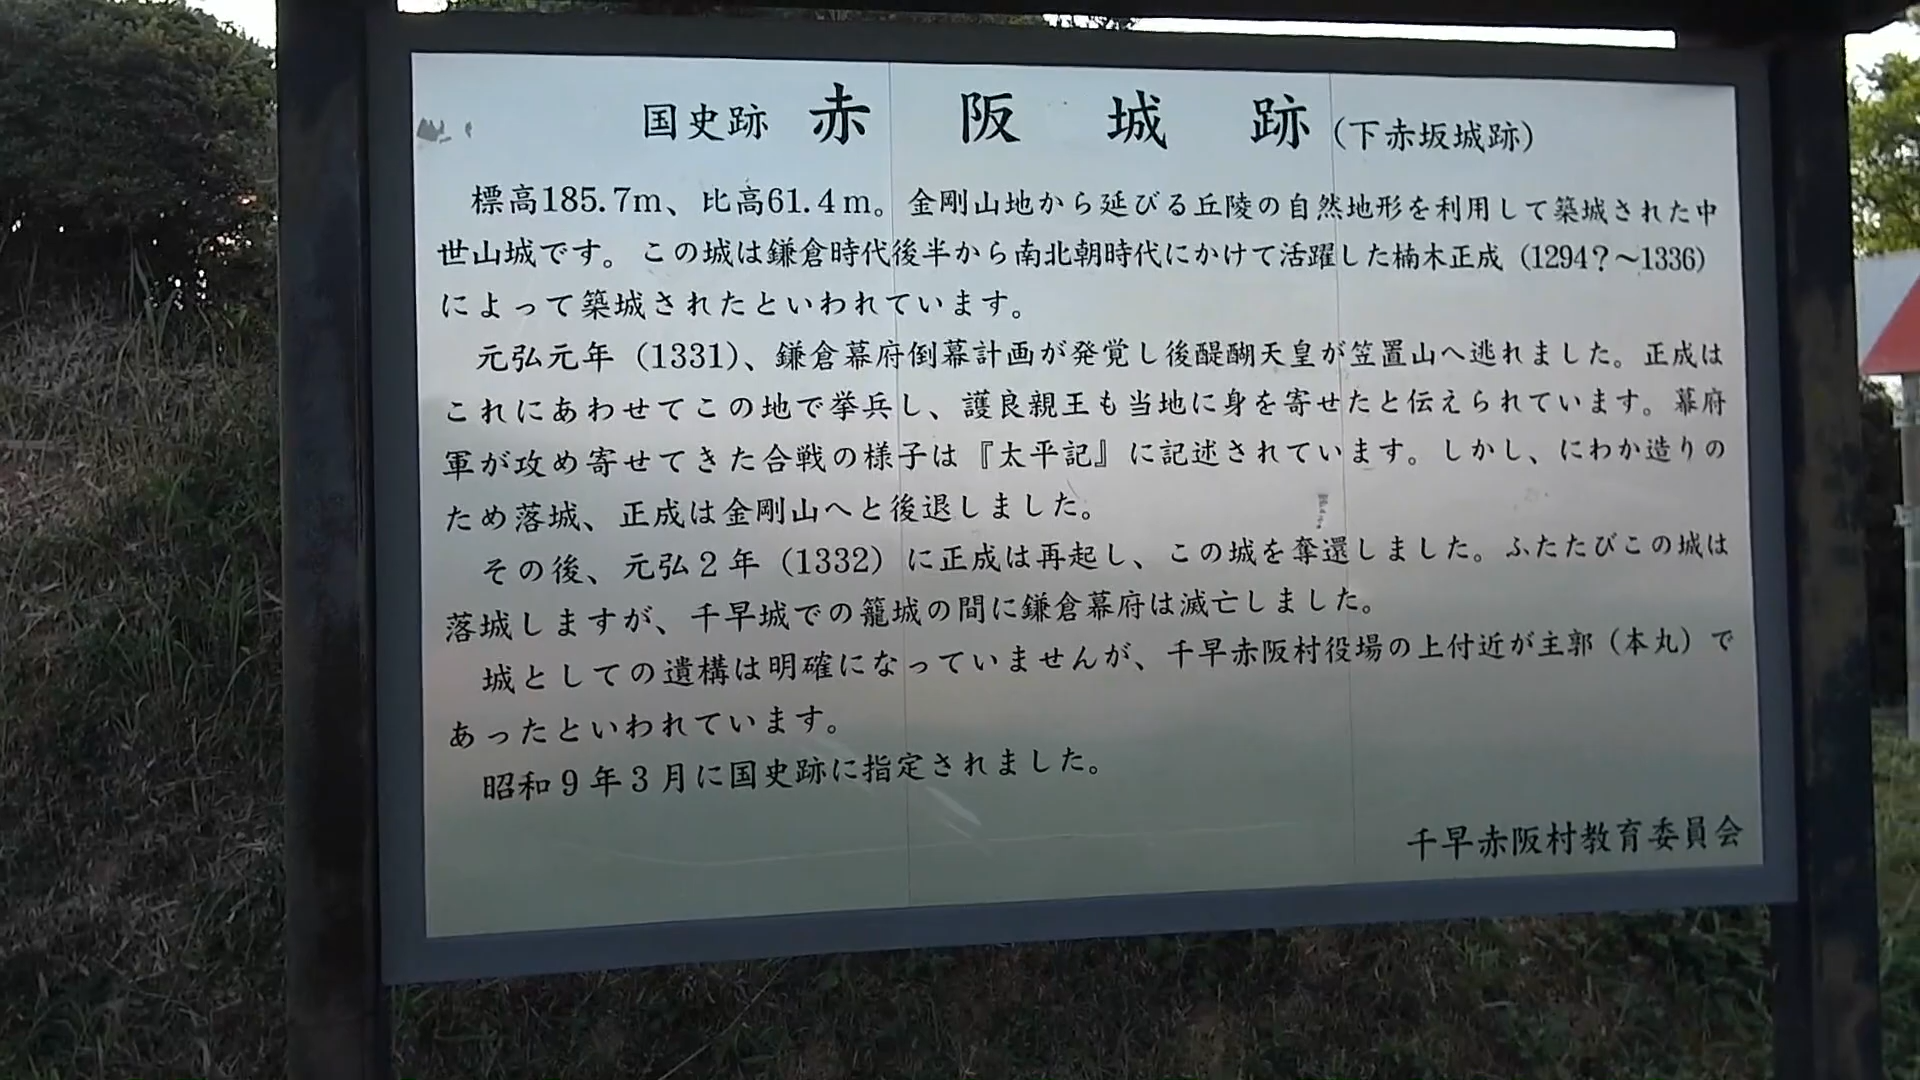 国史跡 赤阪城跡(下赤坂城跡)
標高185.7m、比高61.4m。金剛山地から延びる丘陵の自然地形を利用して築城された中
世山城です。この城は鎌倉時代後半から南北朝時代にかけて活躍した楠木正成(1294?～1336)
によって築城されたといわれています。
元弘元年(1331)、鎌倉幕府倒幕計画が発覚し後醍醐天皇が笠置山へ逃れました。正成は
これにあわせてこの地で挙兵し、護良親王も当地に身を寄せたと伝えられています。幕府
軍が攻め寄せてきた合戦の様子は『太平記』に記述されています。しかし、にわか造りの
ため落城、正成は金剛山へと後退しました。
その後、元弘2年(1332)に正成は再起し、この城を奪還しました。ふたたびこの城は
落城しますが、千早城での籠城の間に鎌倉幕府は滅亡しました。
城としての遺構は明確になっていませんが、千早赤阪村役場の上付近が主郭(本丸)で
あったといわれています。
昭和9年3月に国史跡に指定されました。
千早赤阪村教育委員会